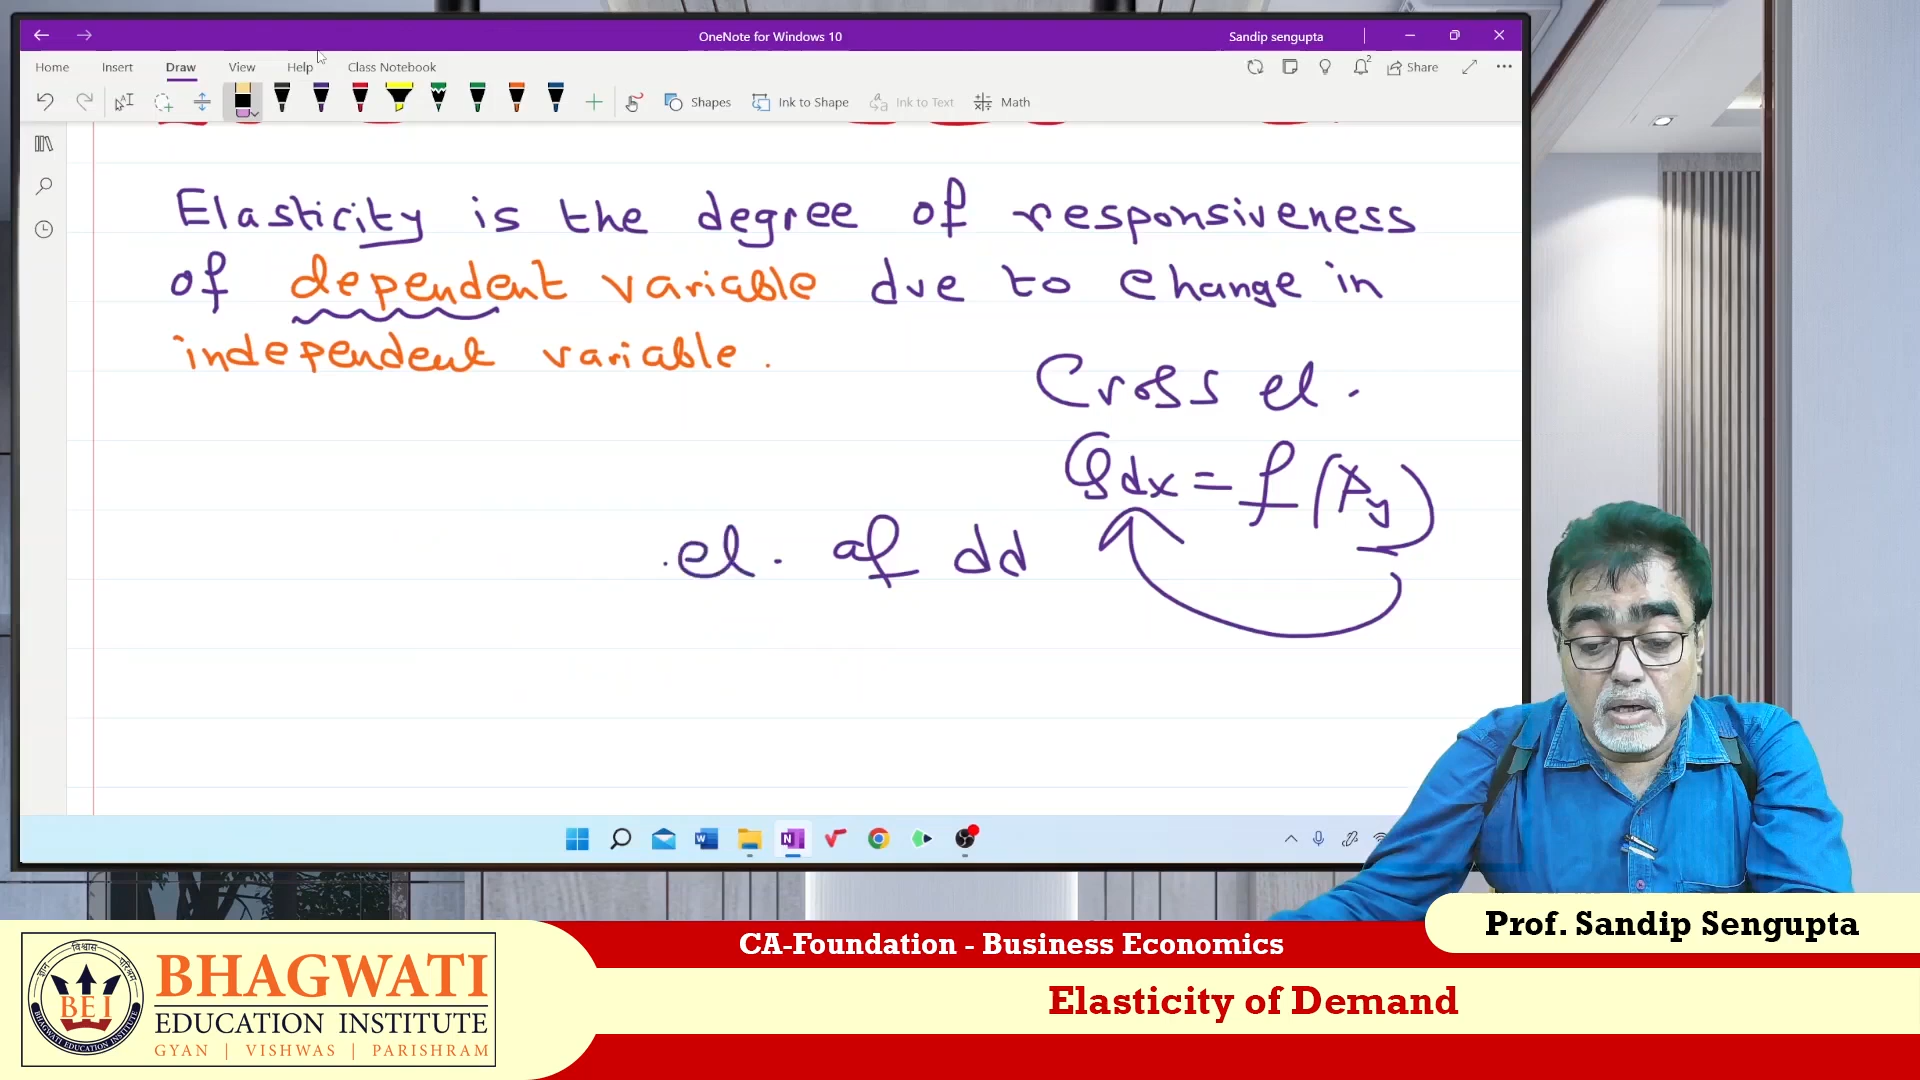 OneNote for Windows 10
Sandip sengupta
Home Insert Draw View Help Class Notebook
Share
Shapes Ink to Shape Ink to Text Math
Elasticity is the degree of responsiveness
of dependent variable due to change in
independent variable.
Cross el.
Qdx = f (Py)
el. of dd
Prof. Sandip Sengupta
CA-Foundation - Business Economics
Elasticity of Demand
विश्वास
BEI
BHAGWATI
EDUCATION INSTITUTE
GYAN | VISHWAS | PARISHRAM